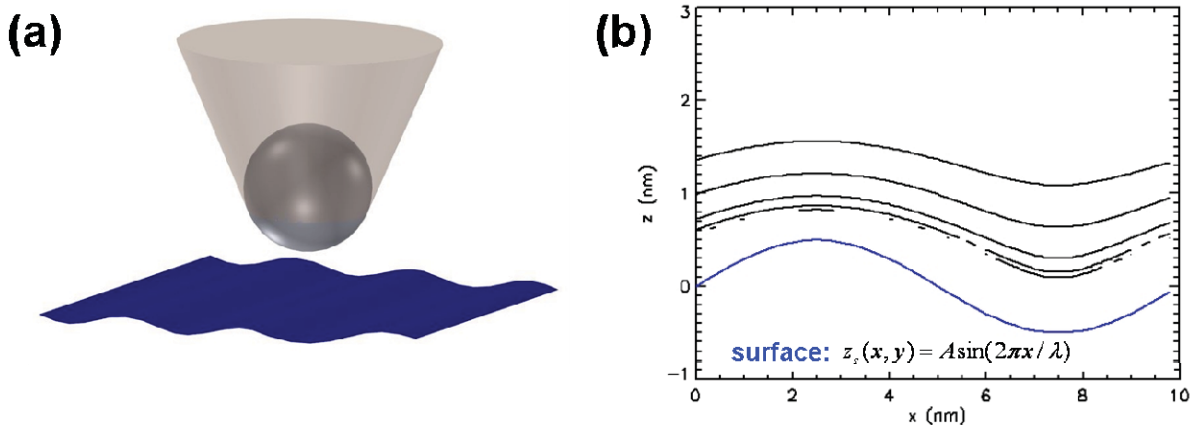 (a)
(b)
3
2
1
0
−1
z (nm)
surface: z_s(x, y) = A sin(2πx / λ)
0 2 4 6 8 10
x (nm)